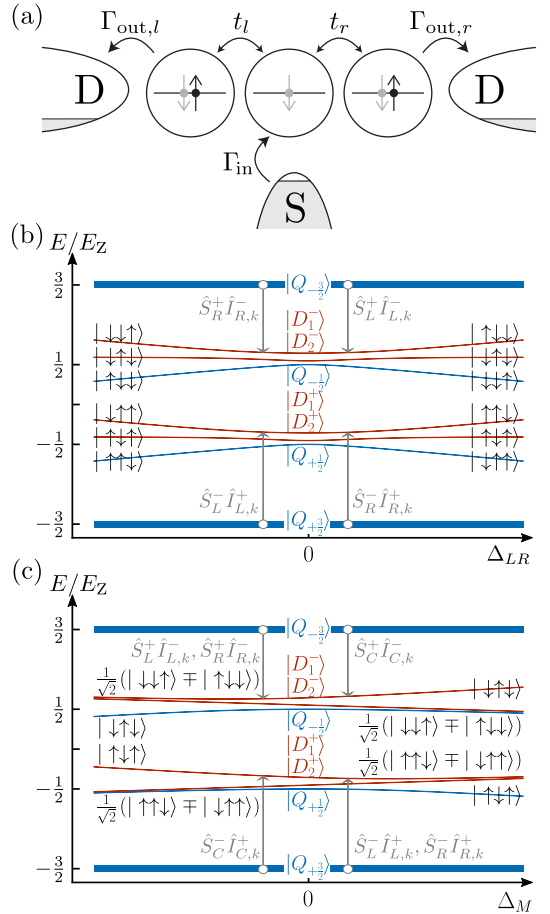 (a)
Γout,l tl tr Γout,r
D D
Γin
S
(b)
E/EZ
3/2 |Q−3/2⟩
Ŝ+R Î−R,k Ŝ+L Î−L,k
|D−1⟩
|↓↓↑⟩ |D−2⟩ |↑↓↓⟩
1/2 |↓↑↓⟩ |↓↑↓⟩
|↑↓↓⟩ |Q−1/2⟩ |↓↓↑⟩
|D+1⟩
|↓↑↑⟩ |D+2⟩ |↑↑↓⟩
−1/2 |↑↓↑⟩ |↑↓↑⟩
|↑↑↓⟩ |Q+1/2⟩ |↓↑↑⟩
Ŝ−L Î+L,k Ŝ−R Î+R,k
−3/2 |Q+3/2⟩
0 ΔLR
(c)
E/EZ
3/2 |Q−3/2⟩
Ŝ+L Î−L,k, Ŝ+R Î−R,k Ŝ+C Î−C,k
|D−1⟩
1/√2(|↓↓↑⟩ ∓ |↑↓↓⟩) |D−2⟩ |↓↑↓⟩
1/2
|↓↑↓⟩ |Q−1/2⟩ 1/√2(|↓↓↑⟩ ∓ |↑↓↓⟩)
|D+1⟩
|↑↓↑⟩ |D+2⟩ 1/√2(|↑↑↓⟩ ∓ |↓↑↑⟩)
−1/2
1/√2(|↑↑↓⟩ ∓ |↓↑↑⟩) |Q+1/2⟩ |↑↓↑⟩
Ŝ−C Î+C,k Ŝ−L Î+L,k, Ŝ−R Î+R,k
−3/2 |Q+3/2⟩
0 ΔM